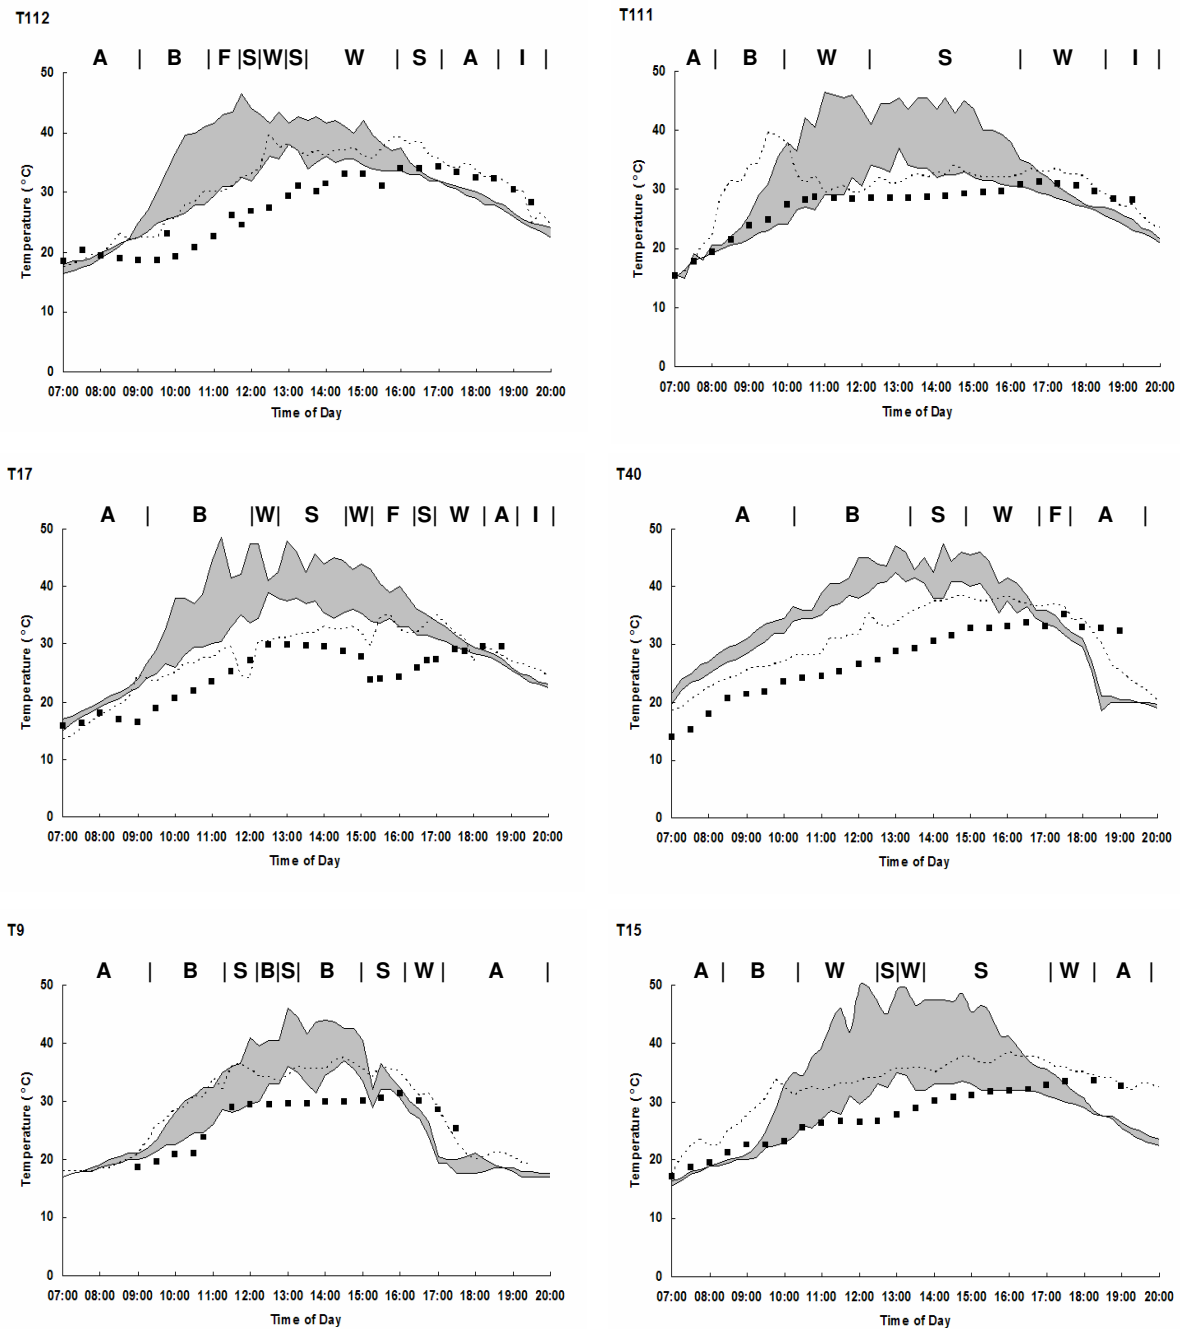 T112
A | B | F |S|W|S| W | S | A | I |
50
40
30
20
10
0
Temperature (°C)
07:00 08:00 09:00 10:00 11:00 12:00 13:00 14:00 15:00 16:00 17:00 18:00 19:00 20:00
Time of Day
T111
A | B | W | S | W | I |
50
40
30
20
10
0
Temperature (°C)
07:00 08:00 09:00 10:00 11:00 12:00 13:00 14:00 15:00 16:00 17:00 18:00 19:00 20:00
Time of Day
T17
A | B |W| S |W| F |S| W | A | I |
50
40
30
20
10
0
Temperature (°C)
07:00 08:00 09:00 10:00 11:00 12:00 13:00 14:00 15:00 16:00 17:00 18:00 19:00 20:00
Time of Day
T40
A | B | S | W | F | A |
50
40
30
20
10
0
Temperature (°C)
07:00 08:00 09:00 10:00 11:00 12:00 13:00 14:00 15:00 16:00 17:00 18:00 19:00 20:00
Time of Day
T9
A | B | S |B|S| B | S | W | A |
50
40
30
20
10
0
Temperature (°C)
07:00 08:00 09:00 10:00 11:00 12:00 13:00 14:00 15:00 16:00 17:00 18:00 19:00 20:00
Time of Day
T15
A | B | W |S|W| S | W | A |
50
40
30
20
10
0
Temperature (°C)
07:00 08:00 09:00 10:00 11:00 12:00 13:00 14:00 15:00 16:00 17:00 18:00 19:00 20:00
Time of Day